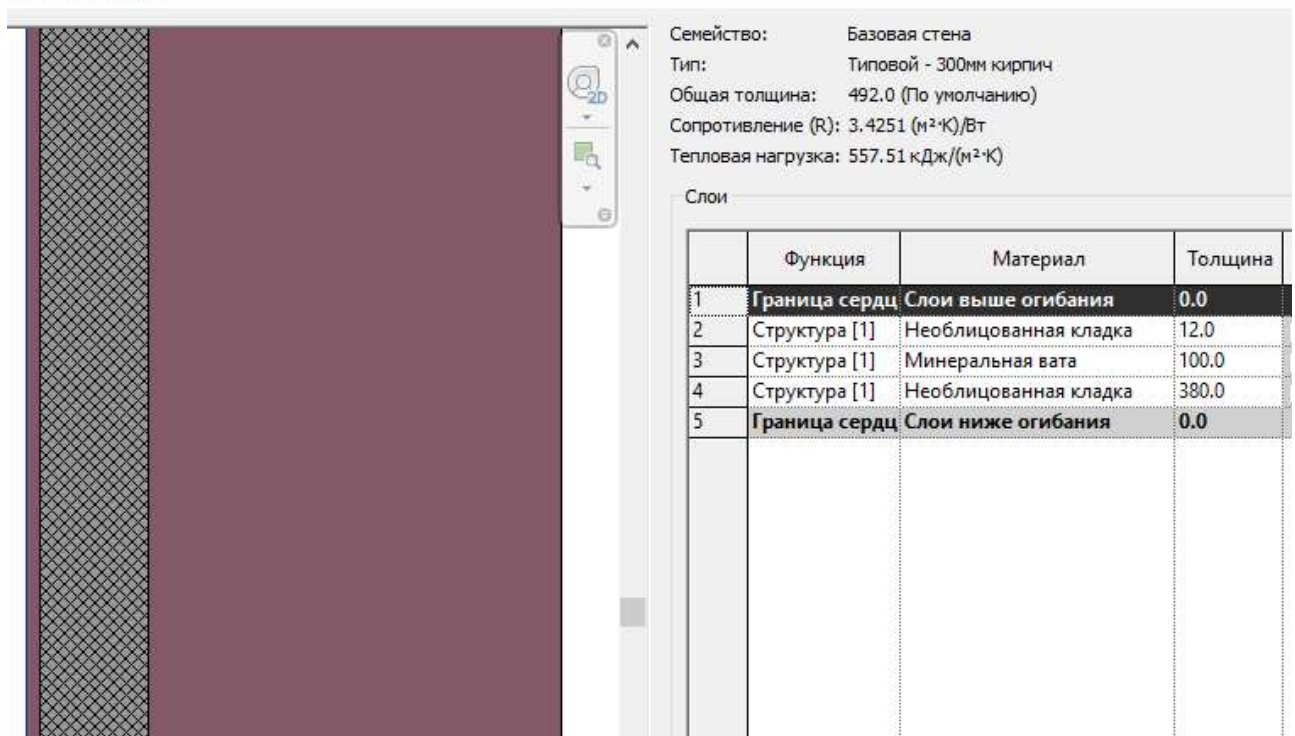 2D
Семейство: Базовая стена
Тип: Типовой - 300мм кирпич
Общая толщина: 492.0 (По умолчанию)
Сопротивление (R): 3.4251 (м²·К)/Вт
Тепловая нагрузка: 557.51 кДж/(м²·К)
Слои
Функция Материал Толщина
1 Граница сердц Слои выше огибания 0.0
2 Структура [1] Необлицованная кладка 12.0
3 Структура [1] Минеральная вата 100.0
4 Структура [1] Необлицованная кладка 380.0
5 Граница сердц Слои ниже огибания 0.0